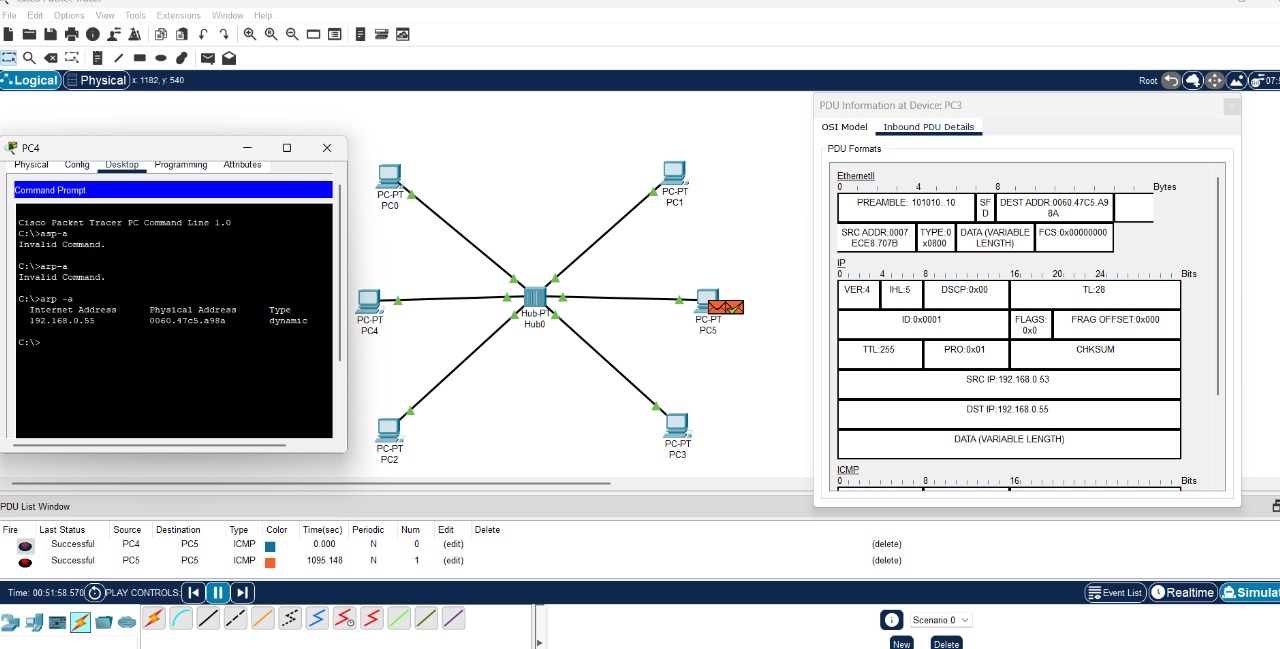 Cisco Packet Tracer
File Edit Options View Tools Extensions Window Help
Logical Physical x: 1182, y: 540
Root
07:5
PC4
Physical Config Desktop Programming Attributes
Command Prompt
Cisco Packet Tracer PC Command Line 1.0
C:\>asp-a
Invalid Command.
C:\>arp-a
Invalid Command.
C:\>arp -a
Internet Address Physical Address Type
192.168.0.55 0060.47c5.a98a dynamic
C:\>
PC-PT
PC0
PC-PT
PC1
PC-PT
PC4
Hub-PT
Hub0
PC-PT
PC5
PC-PT
PC2
PC-PT
PC3
PDU Information at Device: PC3
OSI Model Inbound PDU Details
PDU Formats
EthernetII
0 4 8 Bytes
PREAMBLE: 101010..10 SF D DEST ADDR:0060.47C5.A9 8A
SRC ADDR:0007. ECE8.707B TYPE:0 x0800 DATA (VARIABLE LENGTH) FCS:0x00000000
IP
0 4 8 16 20 24 Bits
VER:4 IHL:5 DSCP:0x00 TL:28
ID:0x0001 FLAGS: 0x0 FRAG OFFSET:0x000
TTL:255 PRO:0x01 CHKSUM
SRC IP:192.168.0.53
DST IP:192.168.0.55
DATA (VARIABLE LENGTH)
ICMP
0 8 16 Bits
PDU List Window
Fire Last Status Source Destination Type Color Time(sec) Periodic Num Edit Delete
Successful PC4 PC5 ICMP 0.000 N 0 (edit) (delete)
Successful PC5 PC5 ICMP 1095.148 N 1 (edit) (delete)
Time: 00:51:58.570 PLAY CONTROLS:
Event List Realtime Simulat
Scenario 0
New Delete